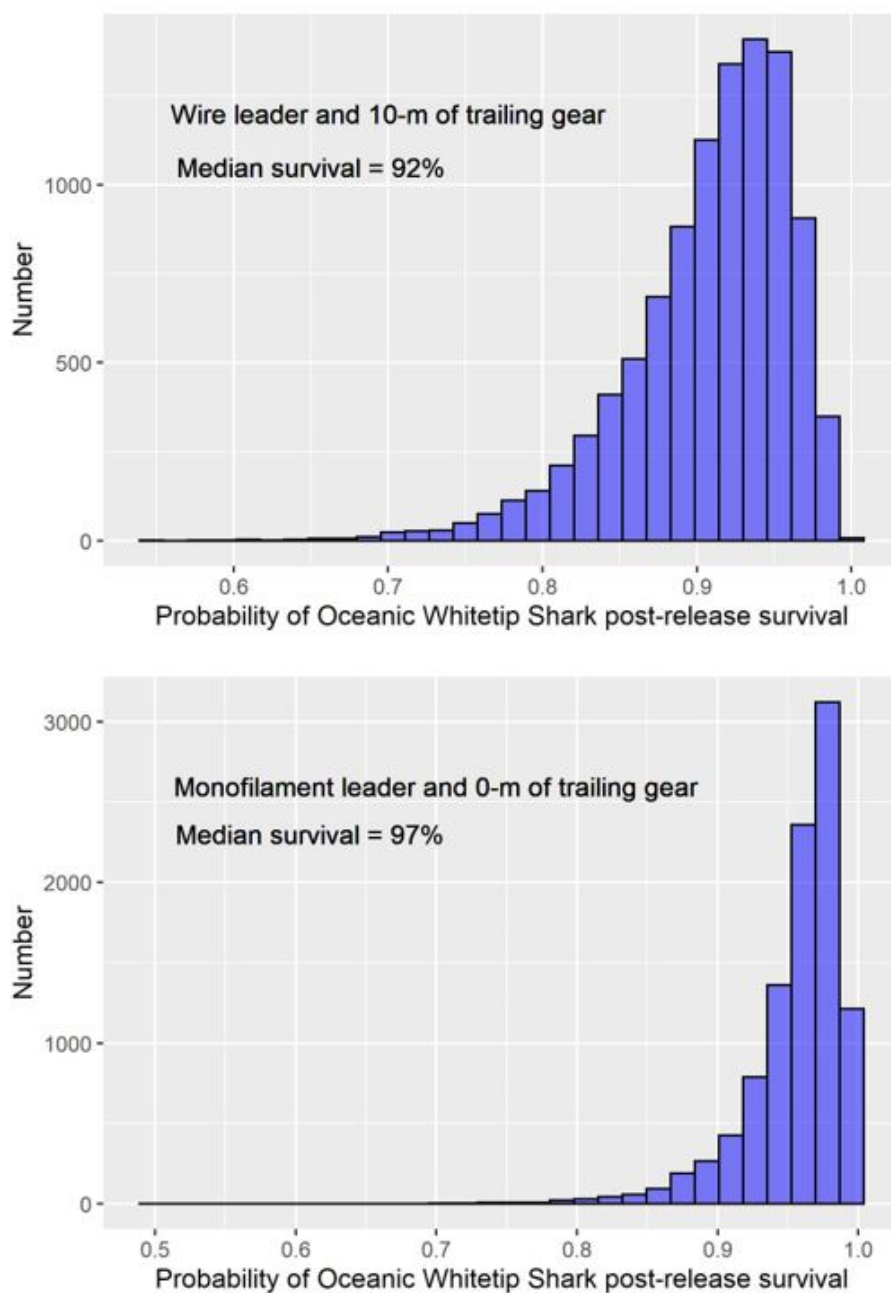 Wire leader and 10-m of trailing gear
Median survival = 92%
1000
500
0
Number
0.6 0.7 0.8 0.9 1.0
Probability of Oceanic Whitetip Shark post-release survival
3000
Monofilament leader and 0-m of trailing gear
Median survival = 97%
2000
1000
0
Number
0.5 0.6 0.7 0.8 0.9 1.0
Probability of Oceanic Whitetip Shark post-release survival